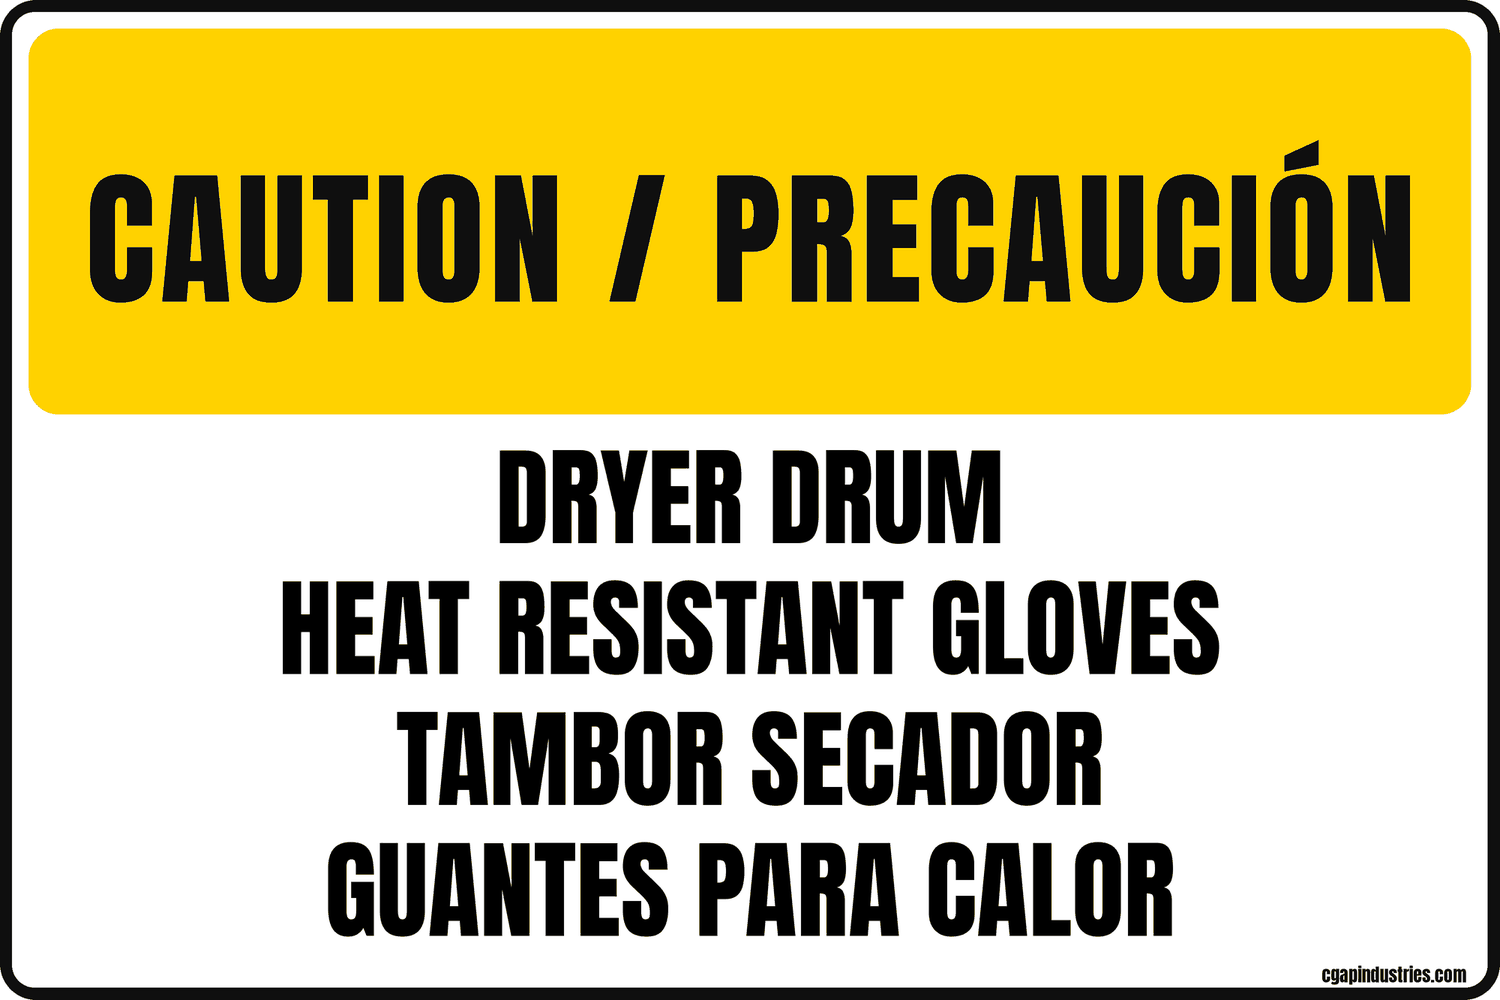 CAUTION / PRECAUCIÓN
DRYER DRUM
HEAT RESISTANT GLOVES
TAMBOR SECADOR
GUANTES PARA CALOR
cgapindustries.com